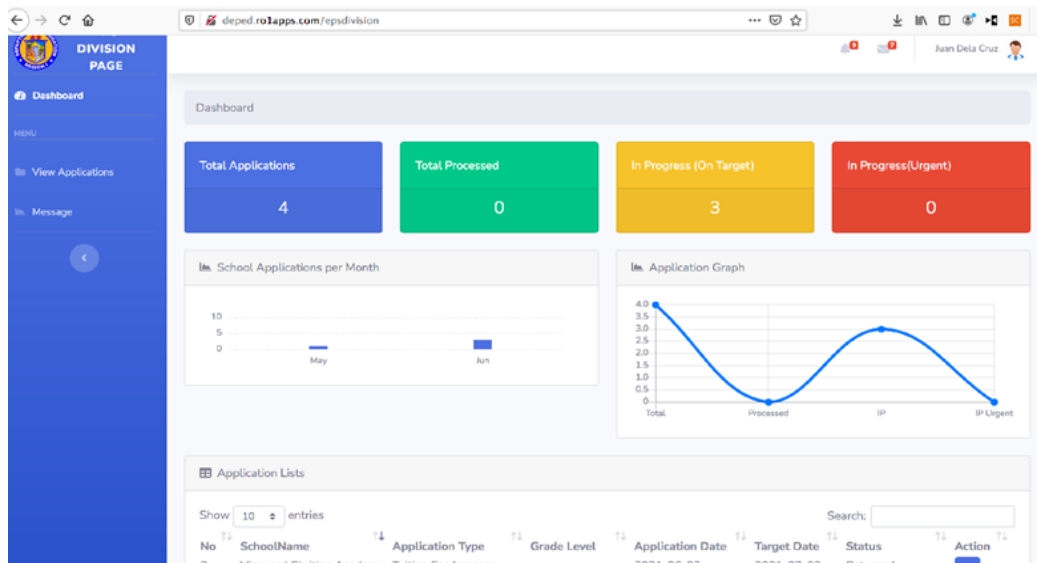 deped.ro1apps.com/epsdivision
DIVISION
PAGE
Juan Dela Cruz
Dashboard
MENU
View Applications
Message
Dashboard
Total Applications
4
Total Processed
0
In Progress (On Target)
3
In Progress(Urgent)
0
School Applications per Month
10
5
0
May Jun
Application Graph
4.0
3.5
3.0
2.5
2.0
1.5
1.0
0.5
0
Total Processed IP IP Urgent
Application Lists
Show 10 entries
Search:
No SchoolName Application Type Grade Level Application Date Target Date Status Action